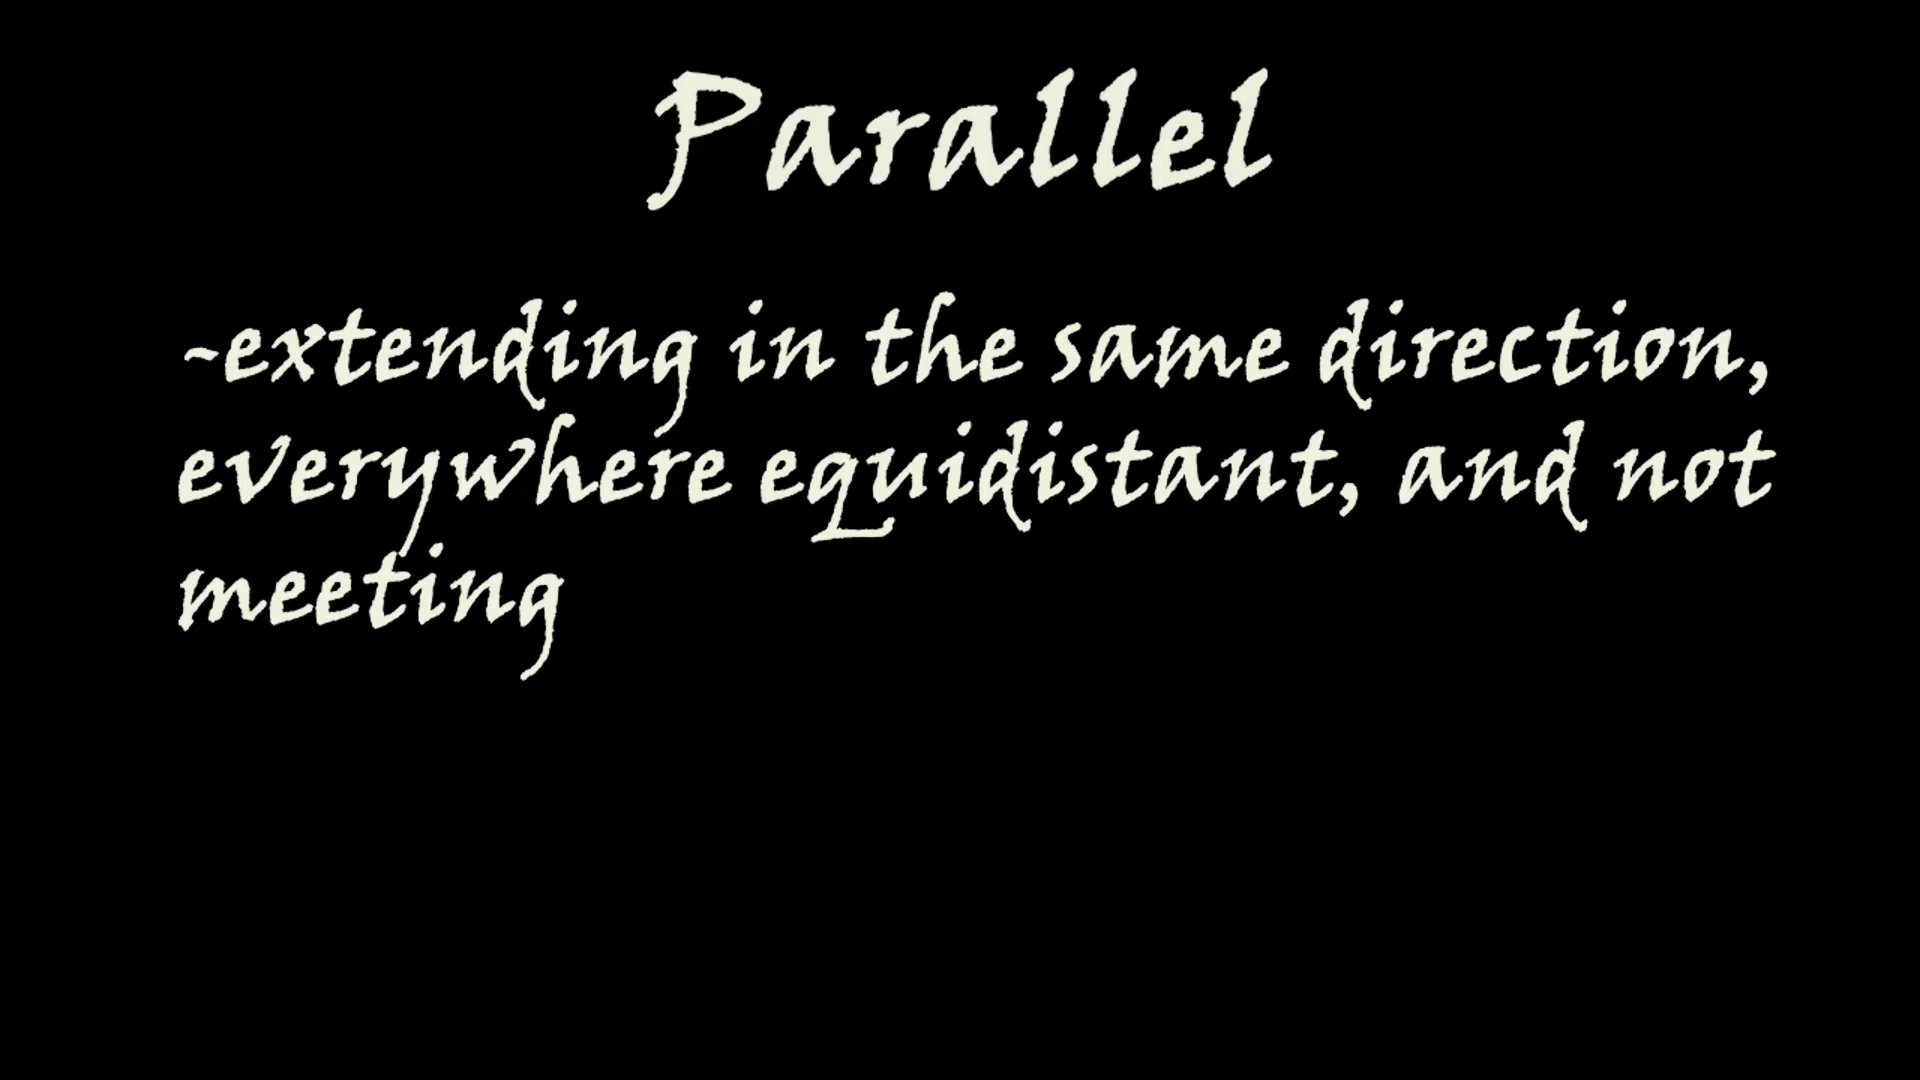 Parallel
-extending in the same direction,
everywhere equidistant, and not
meeting